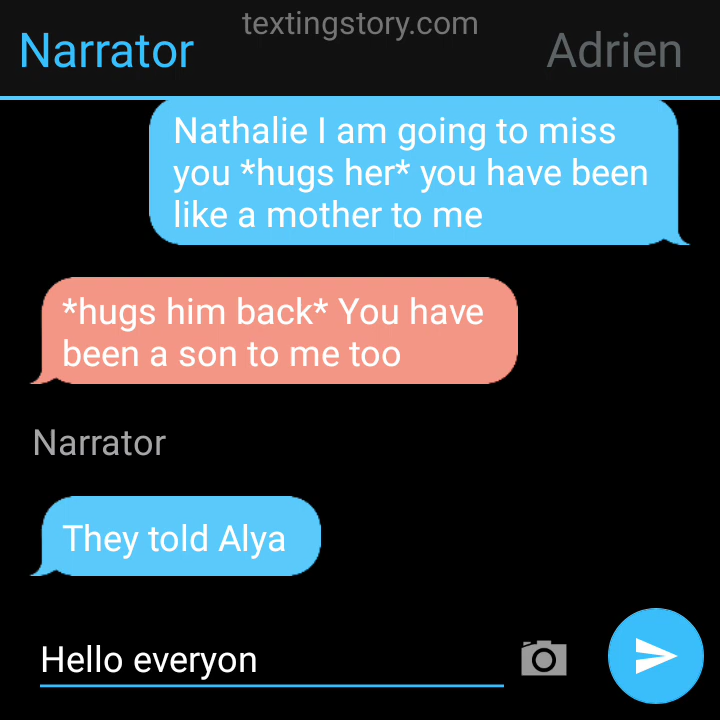 textingstory.com
Narrator
Adrien
Nathalie I am going to miss
you *hugs her* you have been
like a mother to me
*hugs him back* You have
been a son to me too
Narrator
They told Alya
Hello everyon